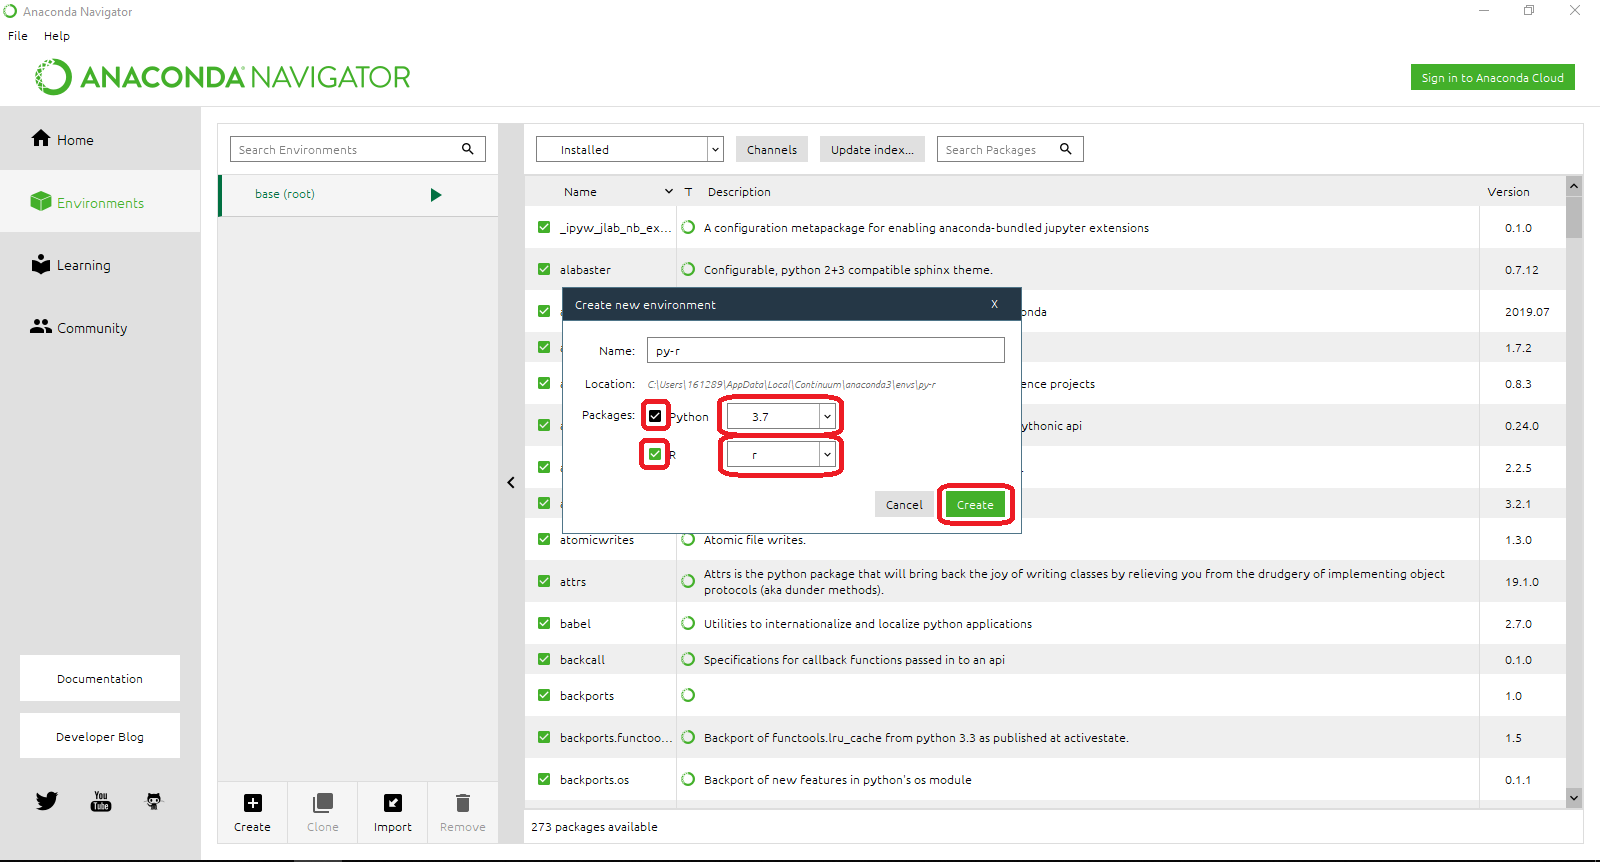 Anaconda Navigator
File Help
ANACONDA NAVIGATOR
Sign in to Anaconda Cloud
Home
Environments
Learning
Community
Documentation
Developer Blog
You
Tube
Search Environments
base (root)
Create Clone Import Remove
Installed Channels Update index... Search Packages
Name T Description Version
_ipyw_jlab_nb_ex... A configuration metapackage for enabling anaconda-bundled jupyter extensions 0.1.0
alabaster Configurable, python 2+3 compatible sphinx theme. 0.7.12
onda 2019.07
1.7.2
ence projects 0.8.3
ythonic api 0.24.0
2.2.5
3.2.1
Create new environment X
Name: py-r
Location: C:\Users\161289\AppData\Local\Continuum\anaconda3\envs\py-r
Packages: Python 3.7
R r
Cancel Create
atomicwrites Atomic file writes. 1.3.0
attrs Attrs is the python package that will bring back the joy of writing classes by relieving you from the drudgery of implementing object
protocols (aka dunder methods). 19.1.0
babel Utilities to internationalize and localize python applications 2.7.0
backcall Specifications for callback functions passed in to an api 0.1.0
backports 1.0
backports.functoo... Backport of functools.lru_cache from python 3.3 as published at activestate. 1.5
backports.os Backport of new features in python's os module 0.1.1
273 packages available